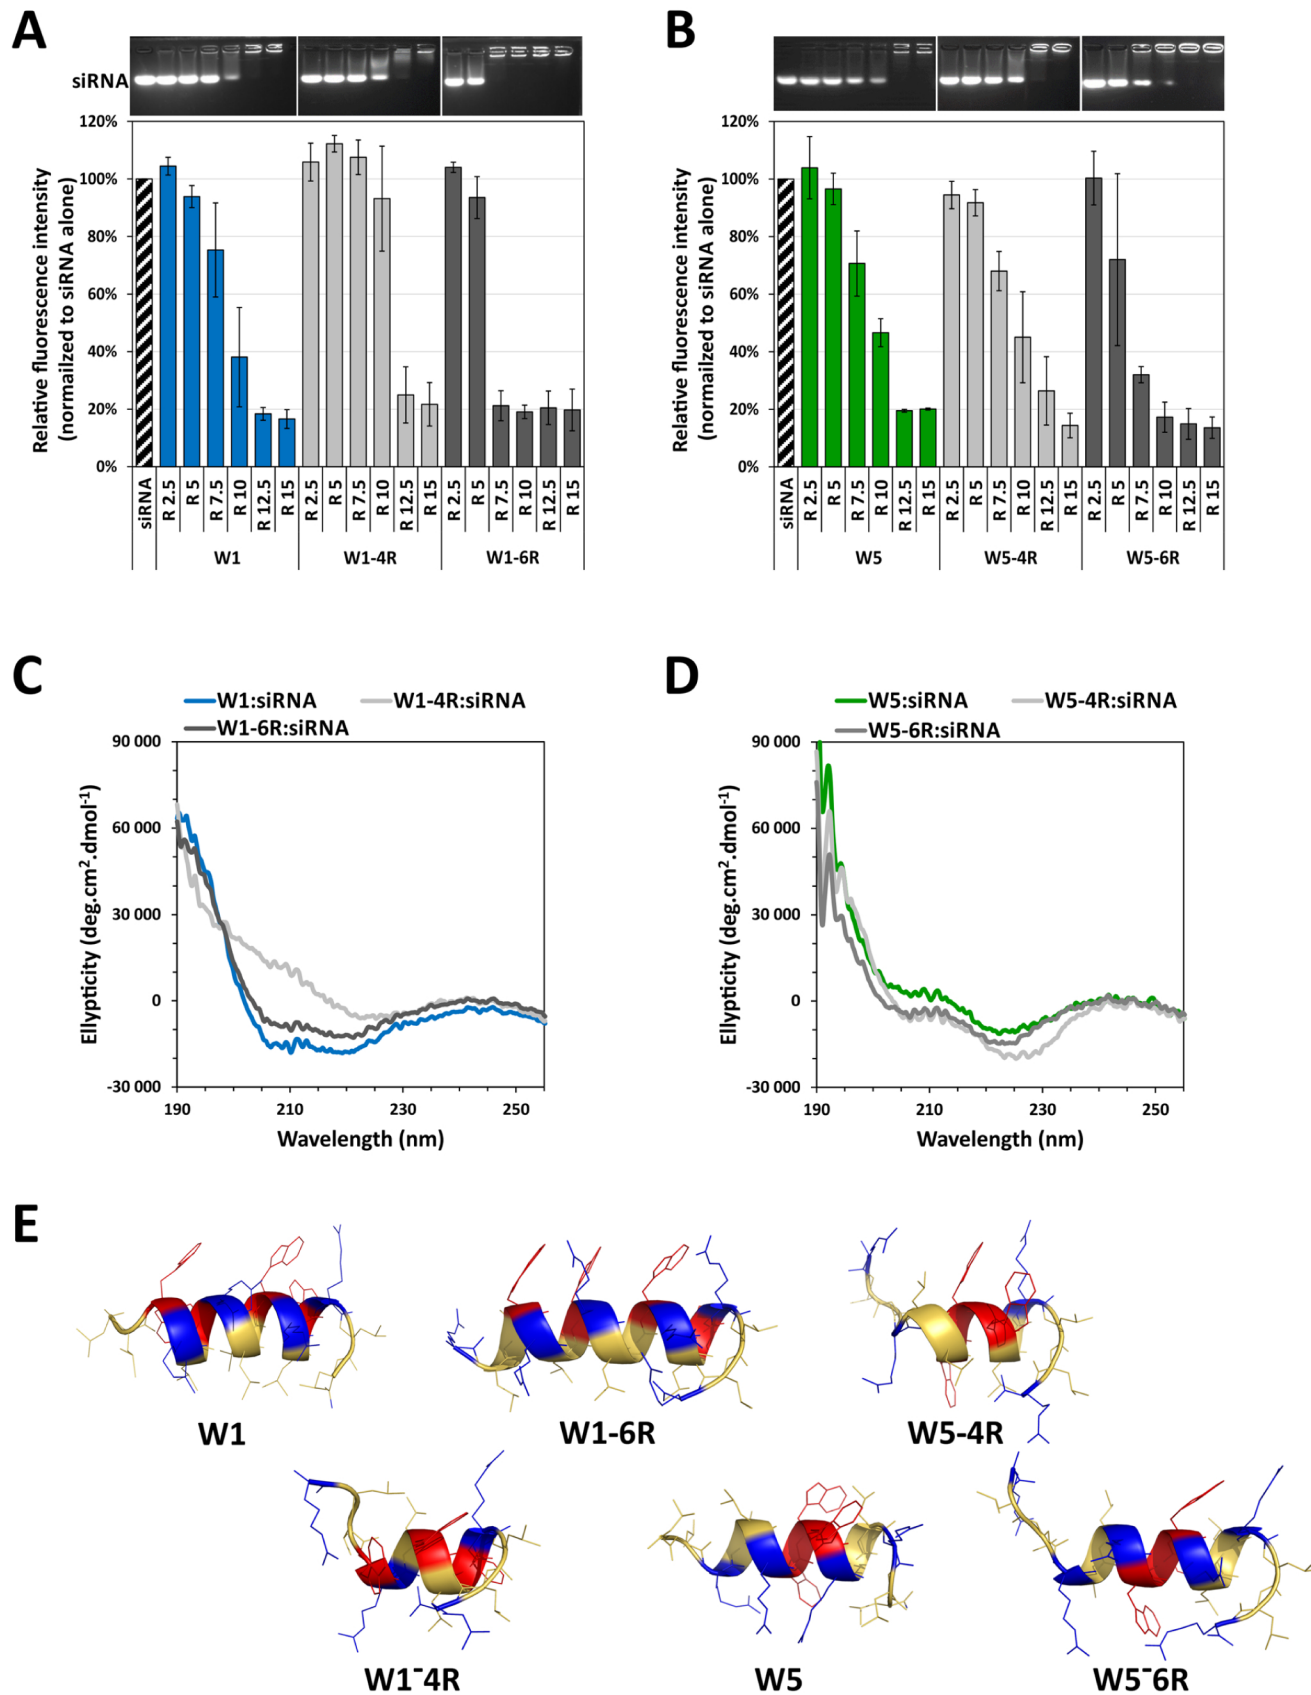 A
B
siRNA
120%
100%
80%
60%
40%
20%
0%
Relative fluorescence intensity
(normailzed to siRNA alone)
siRNA
R 2.5
R 5
R 7.5
R 10
R 12.5
R 15
R 2.5
R 5
R 7.5
R 10
R 12.5
R 15
R 2.5
R 5
R 7.5
R 10
R 12.5
R 15
W1
W1-4R
W1-6R
120%
100%
80%
60%
40%
20%
0%
Relative fluorescence intensity
(normailzed to siRNA alone)
siRNA
R 2.5
R 5
R 7.5
R 10
R 12.5
R 15
R 2.5
R 5
R 7.5
R 10
R 12.5
R 15
R 2.5
R 5
R 7.5
R 10
R 12.5
R 15
W5
W5-4R
W5-6R
C
W1:siRNA
W1-4R:siRNA
W1-6R:siRNA
90 000
60 000
30 000
0
-30 000
Ellypticity (deg.cm².dmol⁻¹)
190
210
230
250
Wavelength (nm)
D
W5:siRNA
W5-4R:siRNA
W5-6R:siRNA
90 000
60 000
30 000
0
-30 000
Ellypticity (deg.cm².dmol⁻¹)
190
210
230
250
Wavelength (nm)
E
W1
W1-6R
W5-4R
W1-4R
W5
W5-6R